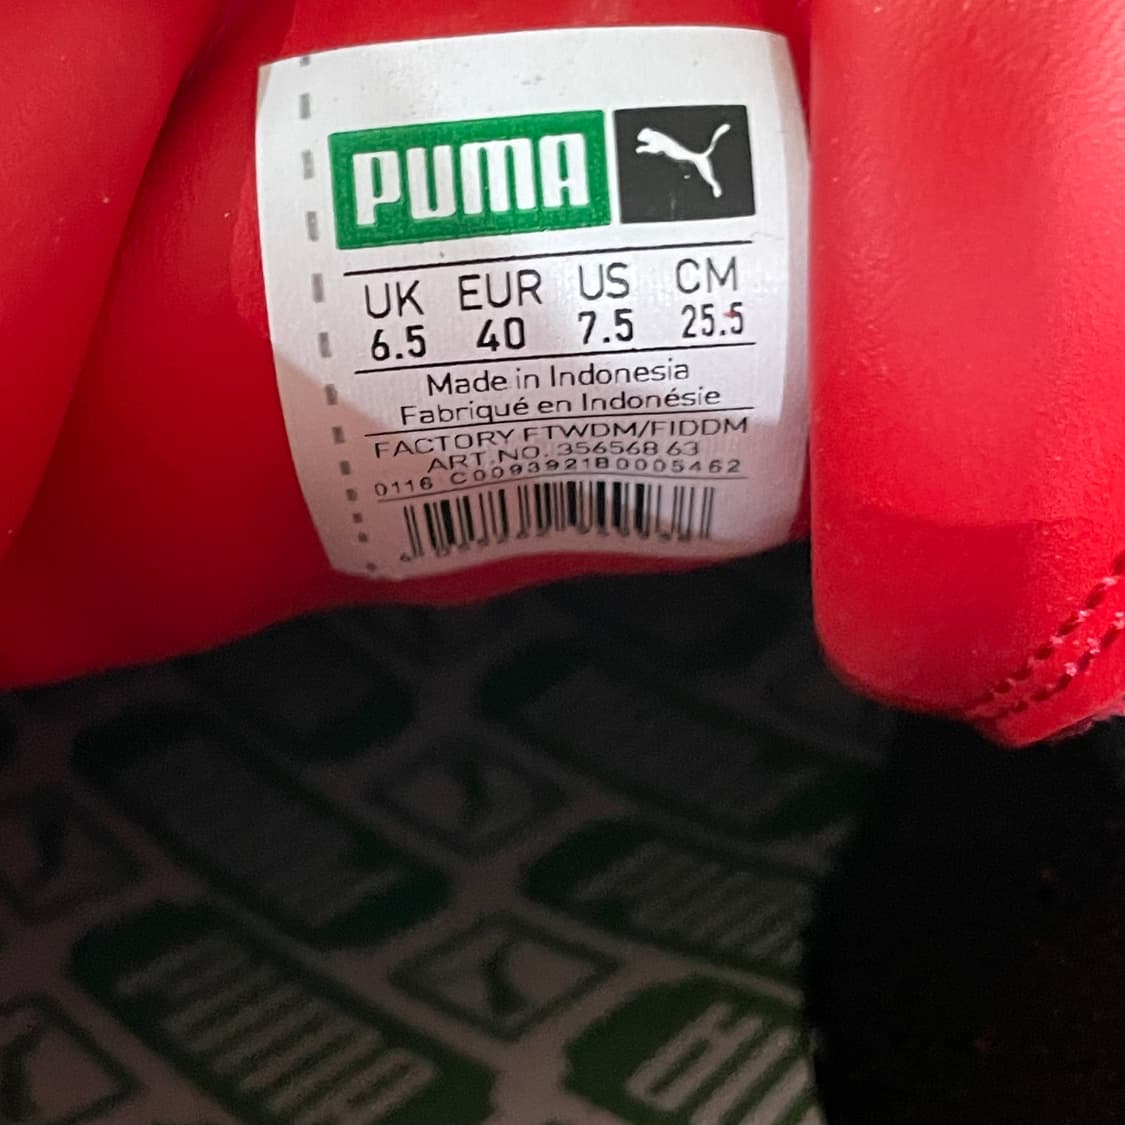 PUMA
UK EUR US CM
6.5 40 7.5 25.5
Made in Indonesia
Fabriqué en Indonésie
FACTORY FTWDM/FIDDM
ART.NO. 356568 63
0116 C0093921B0005462
PUMA